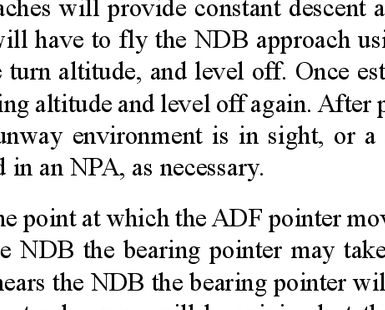 aches will provide constant descent a
will have to fly the NDB approach usi
turn altitude, and level off. Once est
ing altitude and level off again. After p
unway environment is in sight, or a
d in an NPA, as necessary.
he point at which the ADF pointer mov
e NDB the bearing pointer may take
nears the NDB the bearing pointer wil